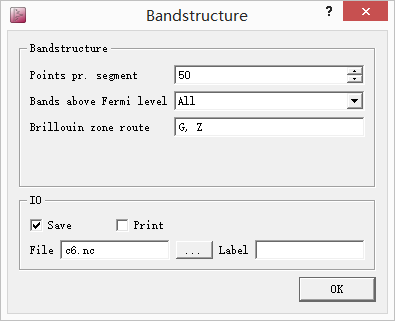 Bandstructure
?
Bandstructure
Points pr. segment 50
Bands above Fermi level All
Brillouin zone route G, Z
IO
Save Print
File c6.nc ... Label
OK